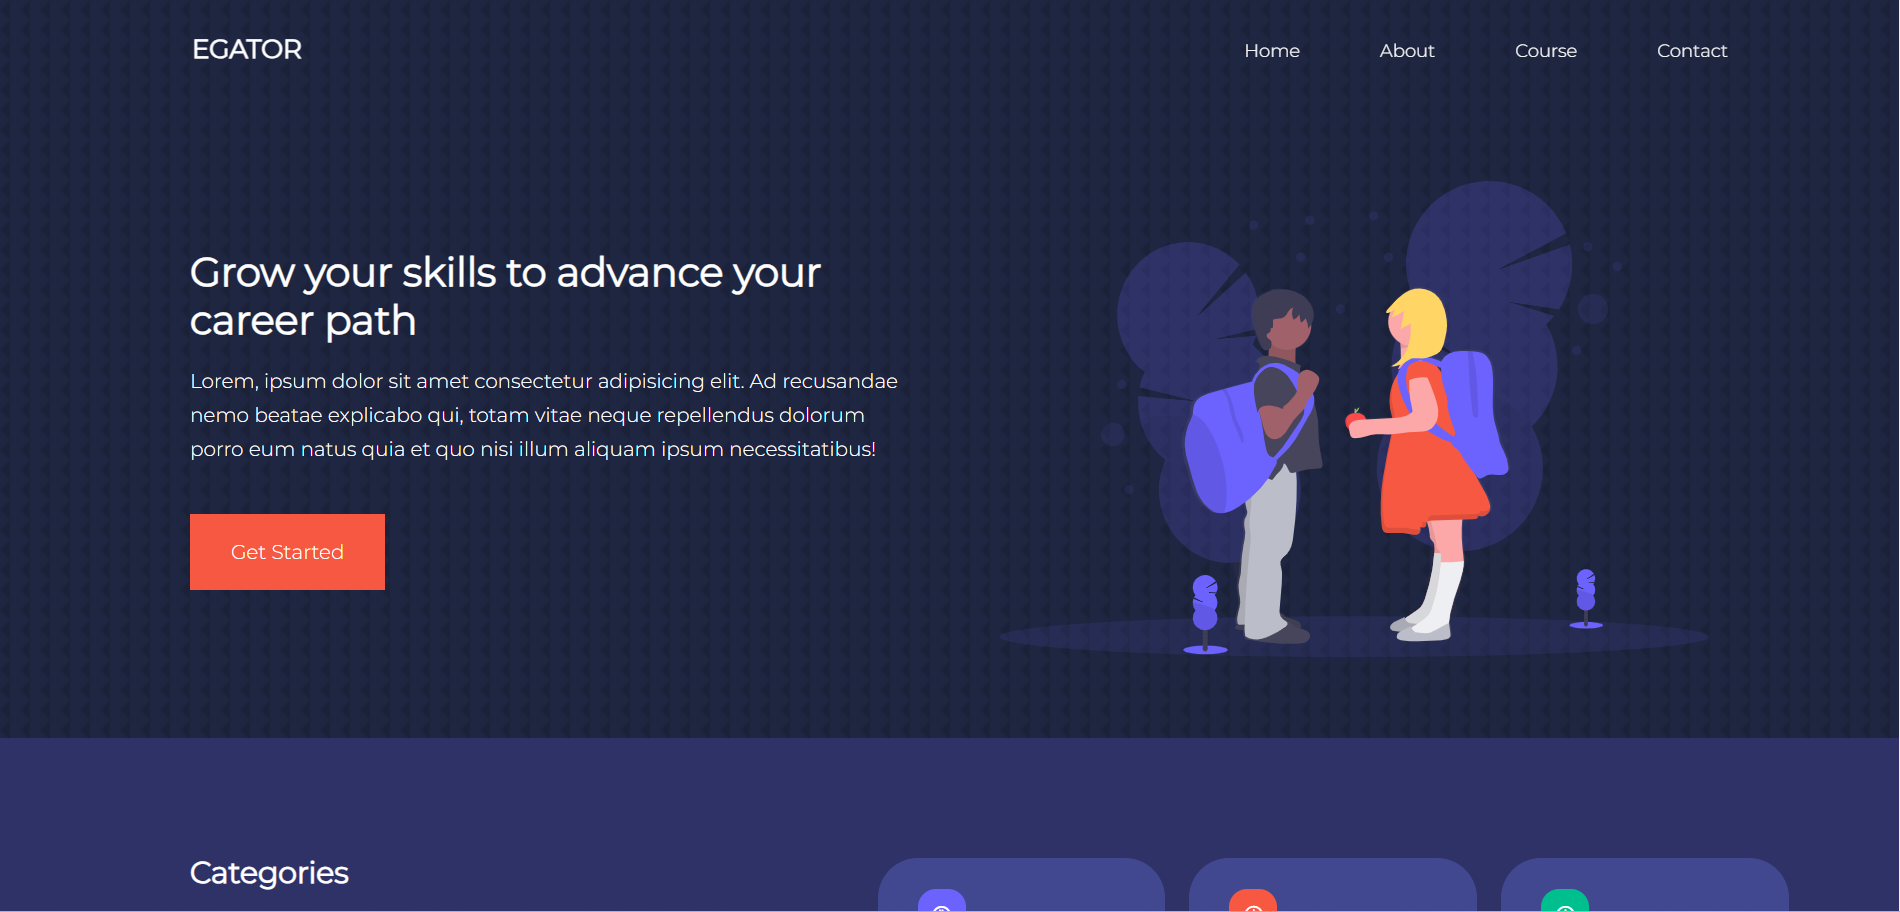 EGATOR
Home
About
Course
Contact
Grow your skills to advance your
career path
Lorem, ipsum dolor sit amet consectetur adipisicing elit. Ad recusandae
nemo beatae explicabo qui, totam vitae neque repellendus dolorum
porro eum natus quia et quo nisi illum aliquam ipsum necessitatibus!
Get Started
Categories